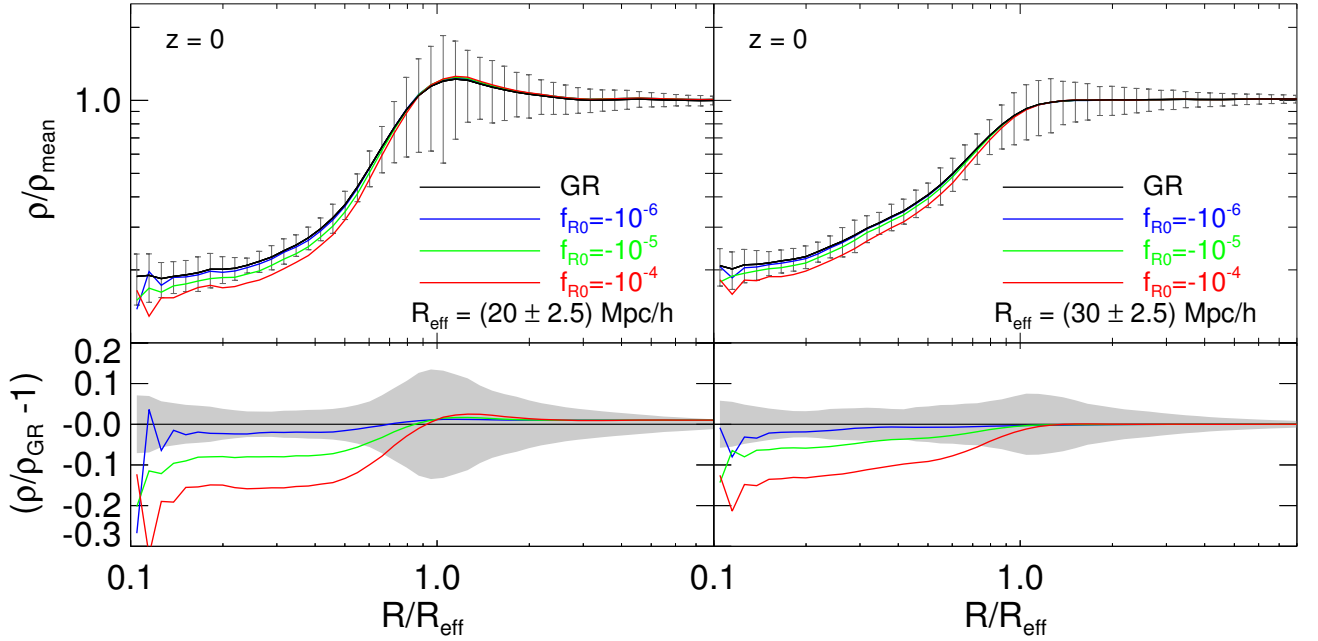 z = 0
z = 0
1.0
ρ/ρmean
GR
fR0=-10-6
fR0=-10-5
fR0=-10-4
Reff = (20 ± 2.5) Mpc/h
GR
fR0=-10-6
fR0=-10-5
fR0=-10-4
Reff = (30 ± 2.5) Mpc/h
0.2
0.1
-0.0
-0.1
-0.2
-0.3
(ρ/ρGR -1)
0.1
1.0
0.1
1.0
R/Reff
R/Reff